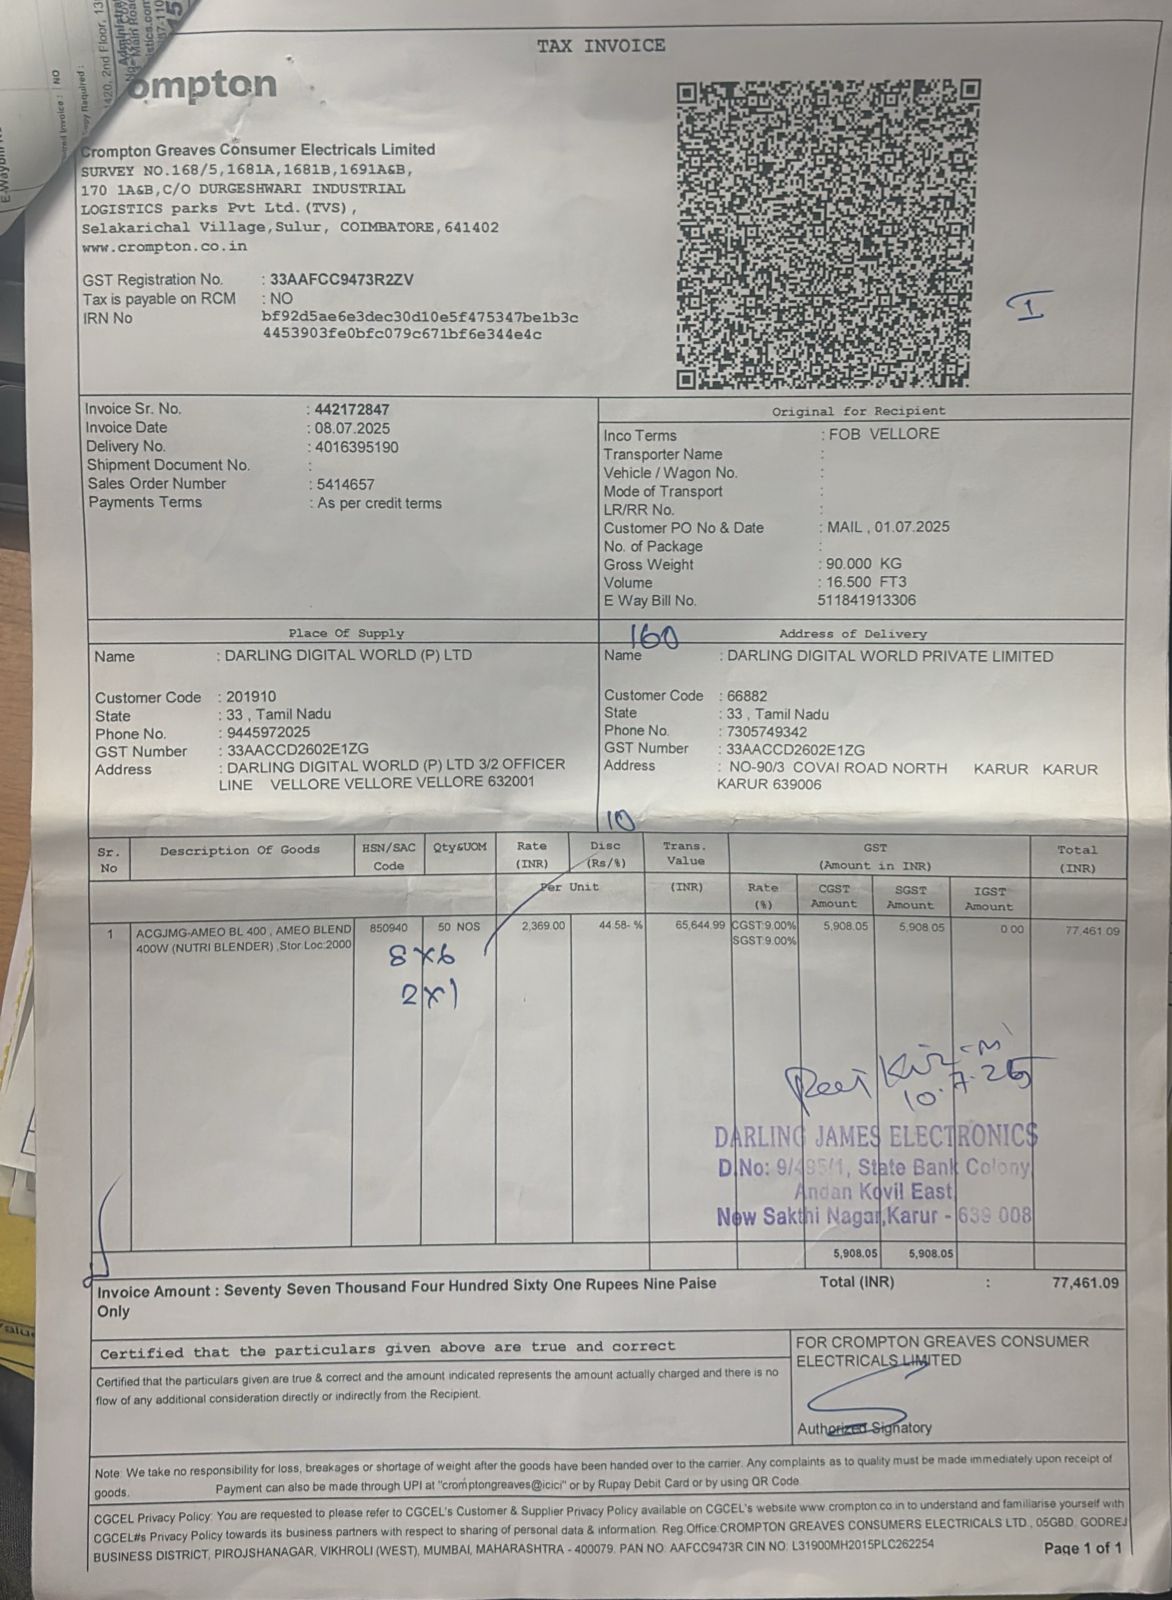 TAX INVOICE
ompton
Crompton Greaves Consumer Electricals Limited
SURVEY NO.168/5,1681A,1681B,1691A&B,
170 1A&B,C/O DURGESHWARI INDUSTRIAL
LOGISTICS parks Pvt Ltd.(TVS),
Selakarichal Village,Sulur, COIMBATORE,641402
www.crompton.co.in
GST Registration No. : 33AAFCC9473R2ZV
Tax is payable on RCM : NO
IRN No bf92d5ae6e3dec30d10e5f475347be1b3c
4453903fe0bfc079c671bf6e344e4c
I
Invoice Sr. No. : 442172847
Invoice Date : 08.07.2025
Delivery No. : 4016395190
Shipment Document No. :
Sales Order Number : 5414657
Payments Terms : As per credit terms
Original for Recipient
Inco Terms : FOB VELLORE
Transporter Name :
Vehicle / Wagon No. :
Mode of Transport :
LR/RR No. :
Customer PO No & Date : MAIL , 01.07.2025
No. of Package :
Gross Weight : 90.000 KG
Volume : 16.500 FT3
E Way Bill No. 511841913306
Place Of Supply
Name : DARLING DIGITAL WORLD (P) LTD
Customer Code : 201910
State : 33 , Tamil Nadu
Phone No. : 9445972025
GST Number : 33AACCD2602E1ZG
Address : DARLING DIGITAL WORLD (P) LTD 3/2 OFFICER
LINE VELLORE VELLORE VELLORE 632001
160
Address of Delivery
Name : DARLING DIGITAL WORLD PRIVATE LIMITED
Customer Code : 66882
State : 33 , Tamil Nadu
Phone No. : 7305749342
GST Number : 33AACCD2602E1ZG
Address : NO-90/3 COVAI ROAD NORTH KARUR KARUR
KARUR 639006
10
Sr. No Description Of Goods HSN/SAC Code Qty&UOM Rate (INR) Disc (Rs/%) Trans. Value GST (Amount in INR) Total (INR)
Per Unit (INR) Rate (%) CGST Amount SGST Amount IGST Amount
1 ACGJMG-AMEO BL 400 , AMEO BLEND 850940 50 NOS 2,369.00 44.58- % 65,644.99 CGST:9.00% 5,908.05 5,908.05 0.00 77,461.09
400W (NUTRI BLENDER) ,Stor Loc:2000 SGST:9.00%
8x6
2x1
10.7.25
DARLING JAMES ELECTRONICS
D.No: 9/485/1, State Bank Colony
Andan Kovil East,
New Sakthi Nagar,Karur - 639 008
5,908.05 5,908.05
Invoice Amount : Seventy Seven Thousand Four Hundred Sixty One Rupees Nine Paise
Only
Total (INR) : 77,461.09
Certified that the particulars given above are true and correct
Certified that the particulars given are true & correct and the amount indicated represents the amount actually charged and there is no
flow of any additional consideration directly or indirectly from the Recipient.
FOR CROMPTON GREAVES CONSUMER
ELECTRICALS LIMITED
Authorized Signatory
Note: We take no responsibility for loss, breakages or shortage of weight after the goods have been handed over to the carrier. Any complaints as to quality must be made immediately upon receipt of
goods. Payment can also be made through UPI at "cromptongreaves@icici" or by Rupay Debit Card or by using QR Code.
CGCEL Privacy Policy: You are requested to please refer to CGCEL's Customer & Supplier Privacy Policy available on CGCEL's website www.crompton.co.in to understand and familiarise yourself with
CGCEL#s Privacy Policy towards its business partners with respect to sharing of personal data & information. Reg.Office:CROMPTON GREAVES CONSUMERS ELECTRICALS LTD., 05GBD, GODREJ
BUSINESS DISTRICT, PIROJSHANAGAR, VIKHROLI (WEST), MUMBAI, MAHARASHTRA - 400079. PAN NO: AAFCC9473R CIN NO: L31900MH2015PLC262254
Page 1 of 1